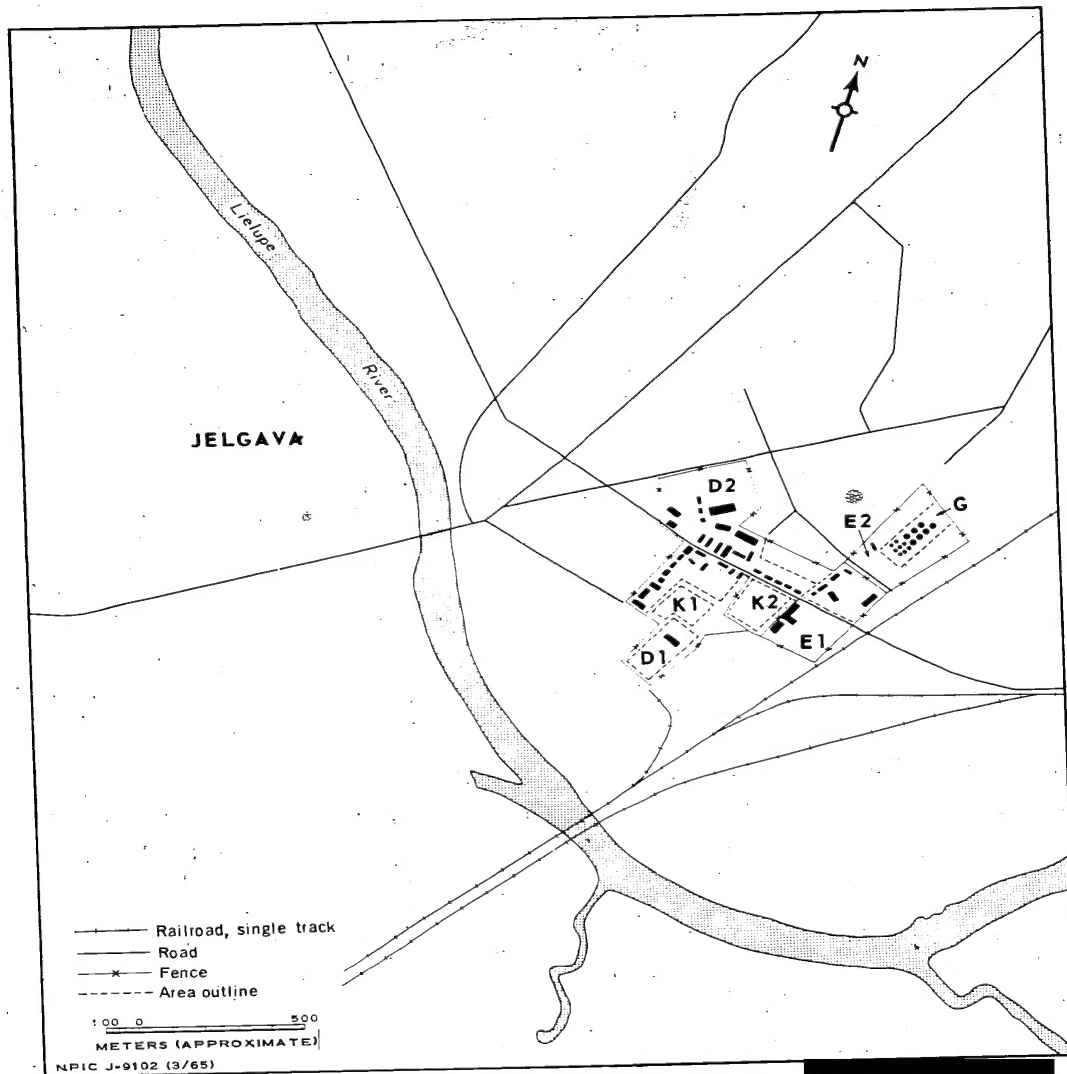 N
Lielupe
River
JELGAVA
D2
G
E2
K1
K2
E1
D1
Railroad, single track
Road
Fence
Area outline
100 0 500
METERS (APPROXIMATE)
NPIC J-9102 (3/65)